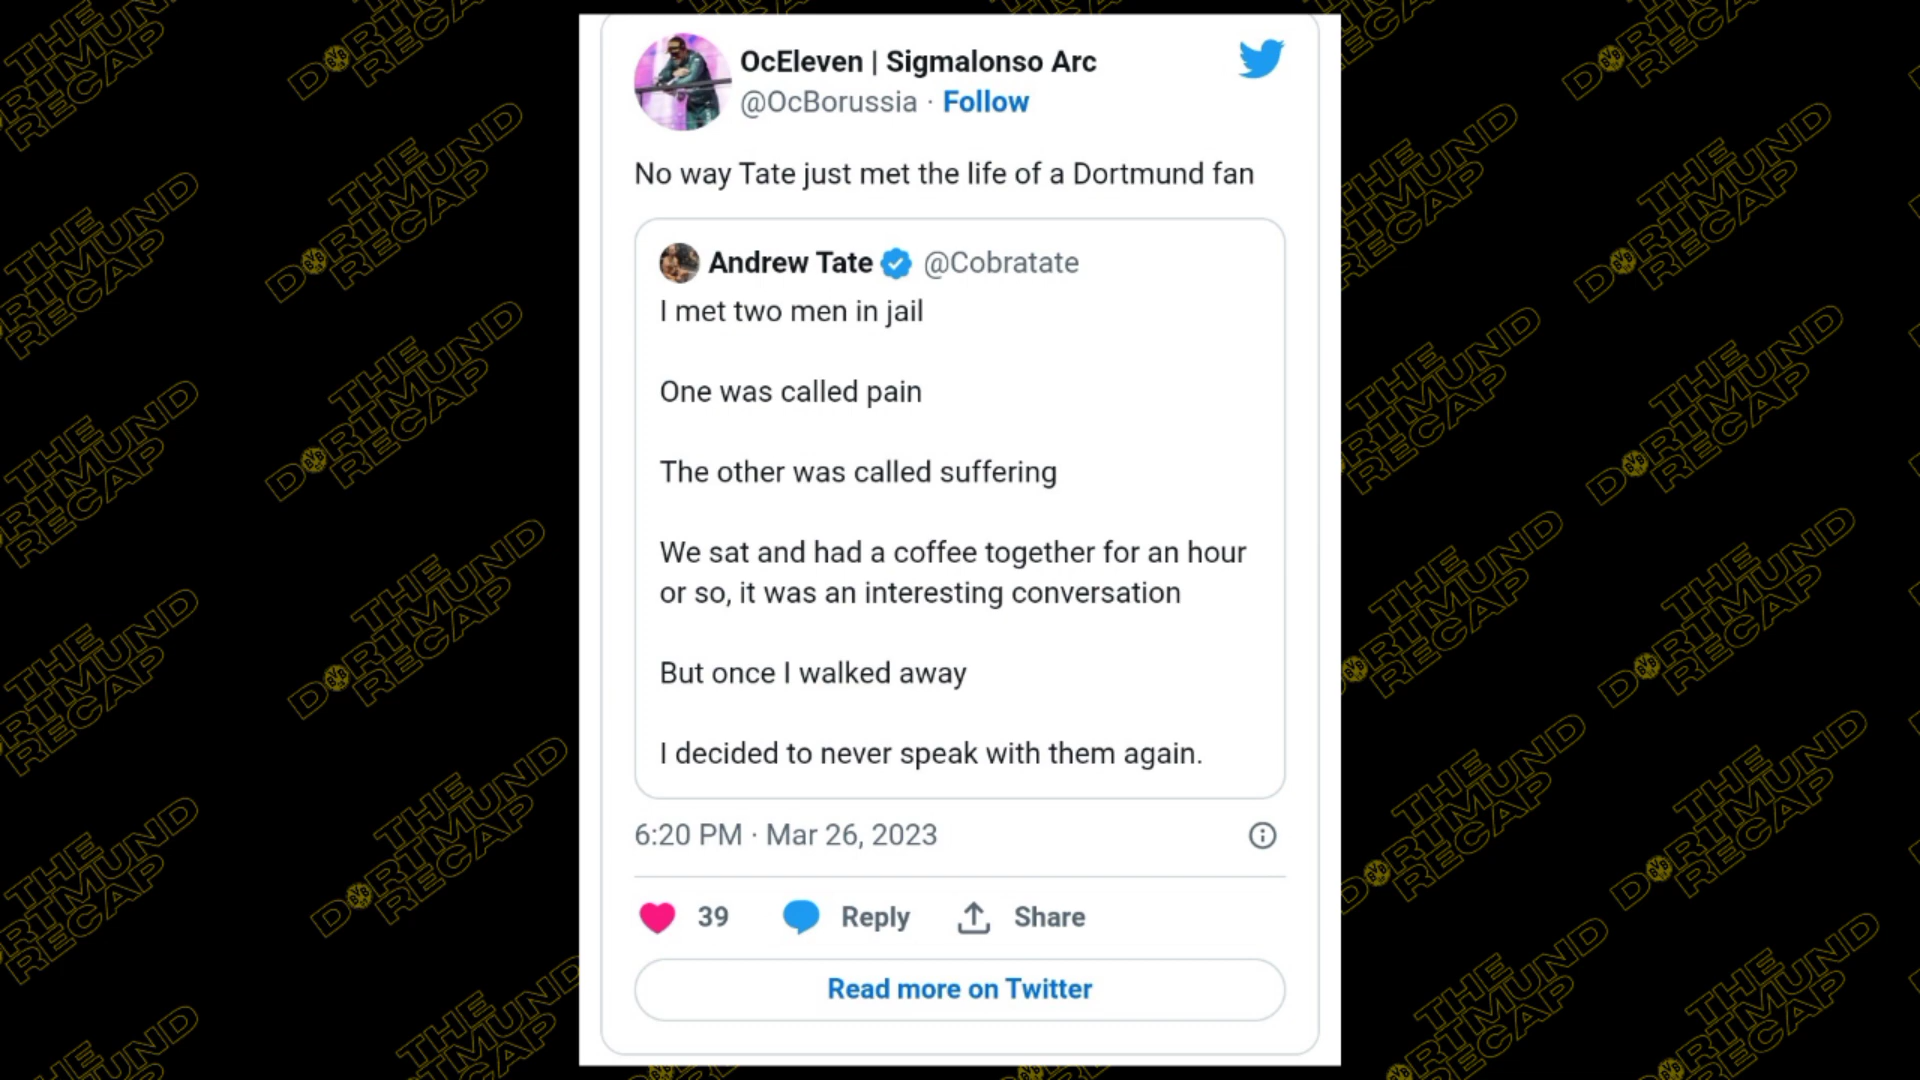 OcEleven | Sigmalonso Arc
@OcBorussia · Follow
No way Tate just met the life of a Dortmund fan
Andrew Tate @Cobratate
I met two men in jail
One was called pain
The other was called suffering
We sat and had a coffee together for an hour
or so, it was an interesting conversation
But once I walked away
I decided to never speak with them again.
6:20 PM · Mar 26, 2023
39 Reply Share
Read more on Twitter
THE
DORTMUND
RECAP